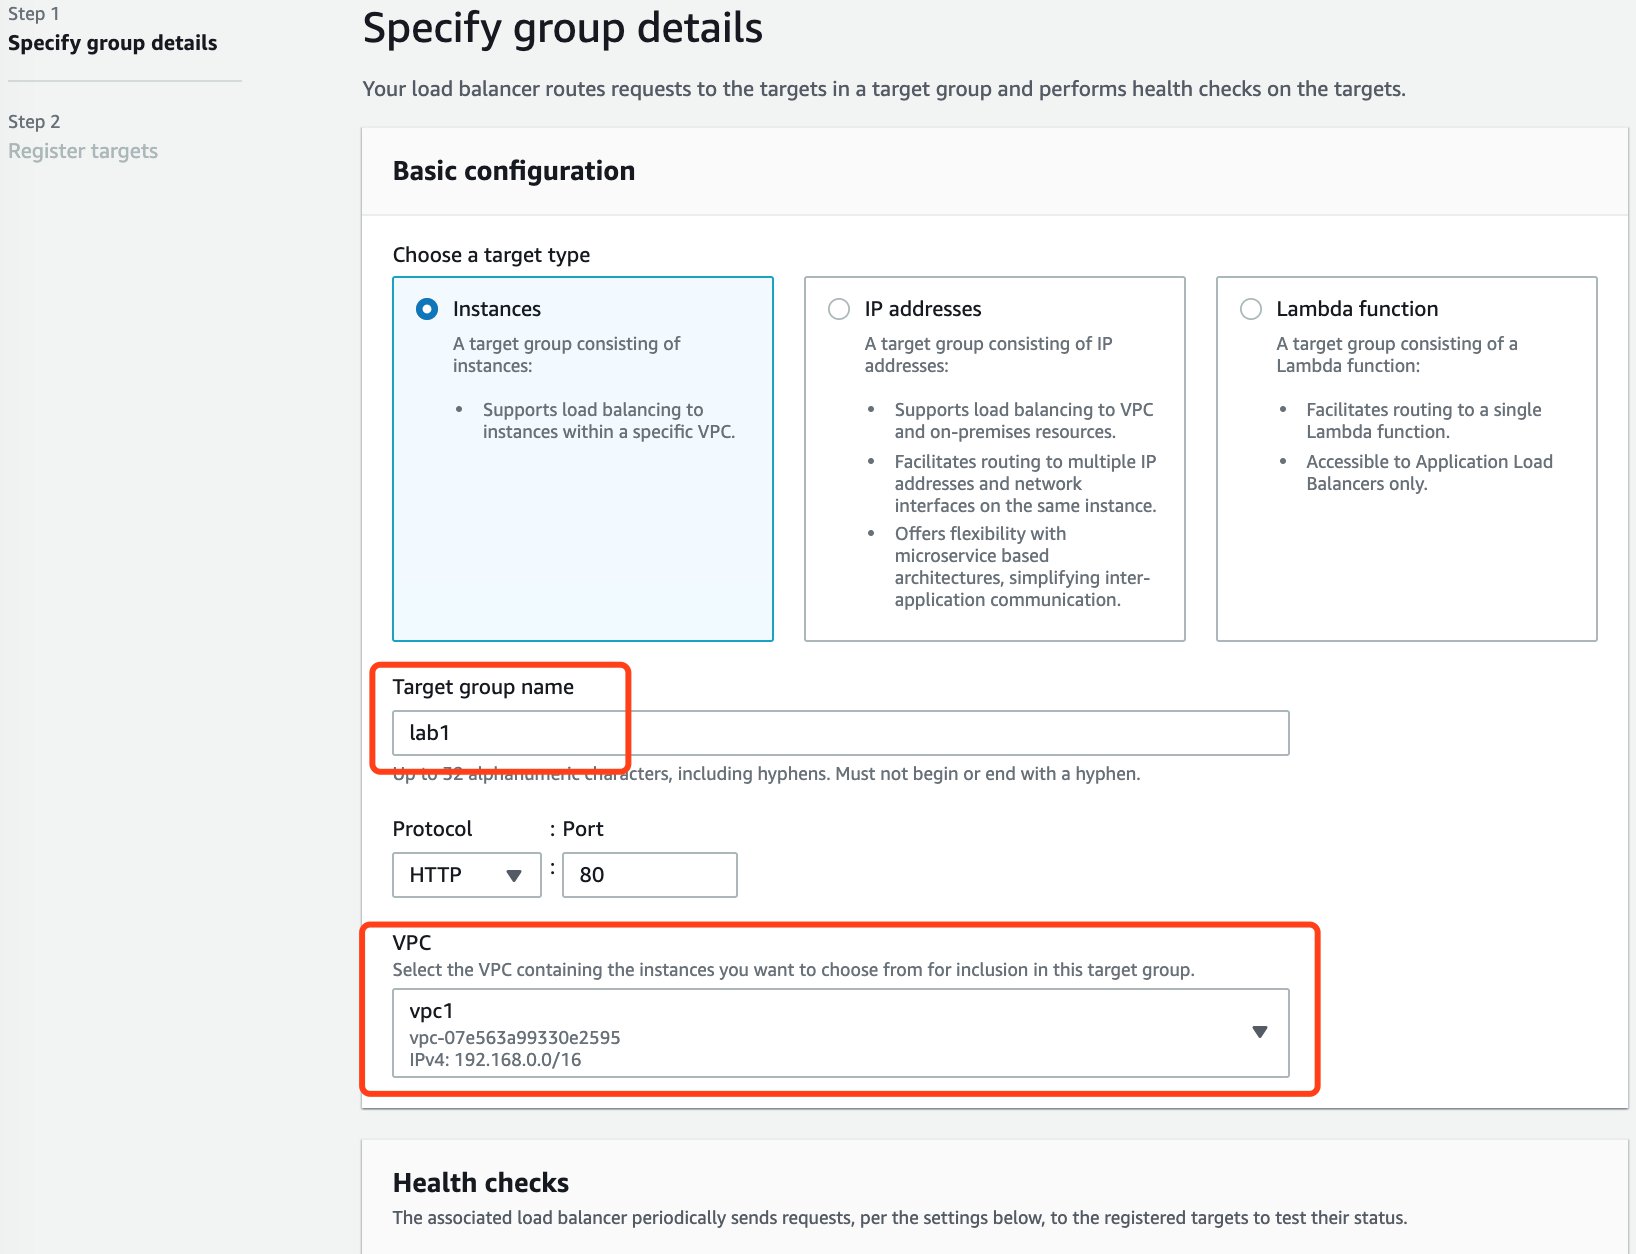 Step 1
Specify group details
Step 2
Register targets
Specify group details
Your load balancer routes requests to the targets in a target group and performs health checks on the targets.
Basic configuration
Choose a target type
Instances
A target group consisting of
instances:
• Supports load balancing to
instances within a specific VPC.
IP addresses
A target group consisting of IP
addresses:
• Supports load balancing to VPC
and on-premises resources.
• Facilitates routing to multiple IP
addresses and network
interfaces on the same instance.
• Offers flexibility with
microservice based
architectures, simplifying inter-
application communication.
Lambda function
A target group consisting of a
Lambda function:
• Facilitates routing to a single
Lambda function.
• Accessible to Application Load
Balancers only.
Target group name
lab1
Up to 32 alphanumeric characters, including hyphens. Must not begin or end with a hyphen.
Protocol : Port
HTTP : 80
VPC
Select the VPC containing the instances you want to choose from for inclusion in this target group.
vpc1
vpc-07e563a99330e2595
IPv4: 192.168.0.0/16
Health checks
The associated load balancer periodically sends requests, per the settings below, to the registered targets to test their status.